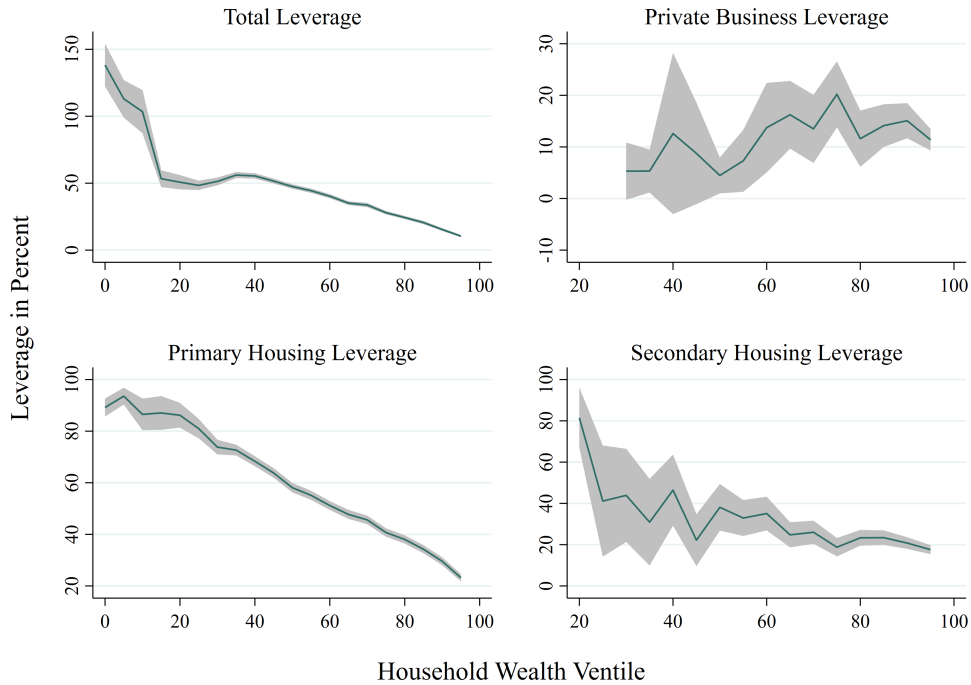 Total Leverage
150
100
50
0
0 20 40 60 80 100
Private Business Leverage
30
20
10
0
-10
20 40 60 80 100
Leverage in Percent
Primary Housing Leverage
100
80
60
40
20
0 20 40 60 80 100
Secondary Housing Leverage
100
80
60
40
20
0
20 40 60 80 100
Household Wealth Ventile